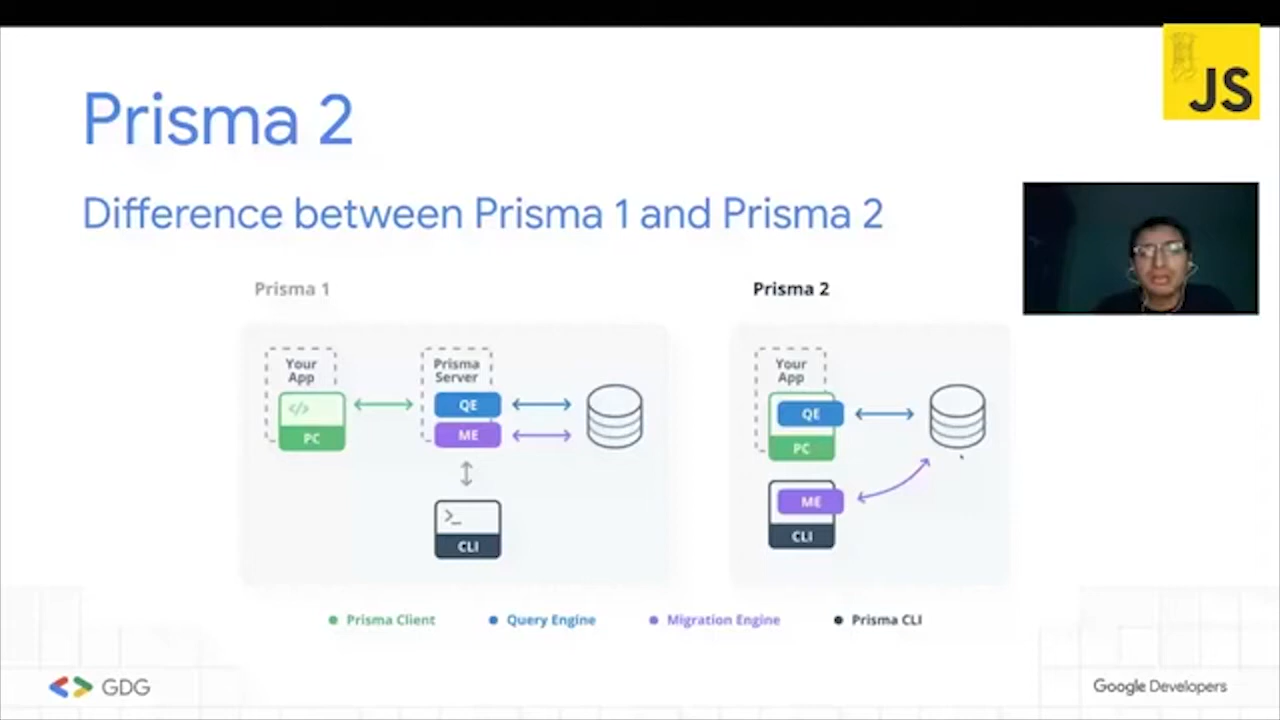 JS
Prisma 2
Difference between Prisma 1 and Prisma 2
Prisma 1
Your
App
</>
PC
Prisma
Server
QE
ME
>_
CLI
Prisma 2
Your
App
QE
PC
ME
CLI
Prisma Client
Query Engine
Migration Engine
Prisma CLI
GDG
Google Developers